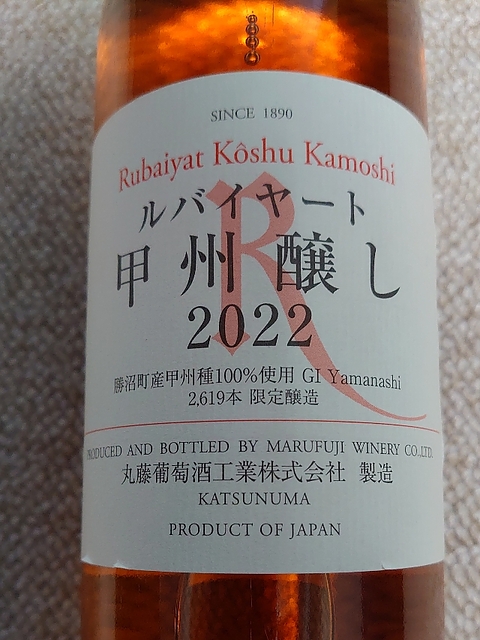 SINCE 1890
Rubaiyat Kôshu Kamoshi
ルバイヤート
R
甲州醸し
2022
勝沼町産甲州種100%使用 GI Yamanashi
2,619本 限定醸造
PRODUCED AND BOTTLED BY MARUFUJI WINERY CO.,LTD.
丸藤葡萄酒工業株式会社 製造
KATSUNUMA
PRODUCT OF JAPAN